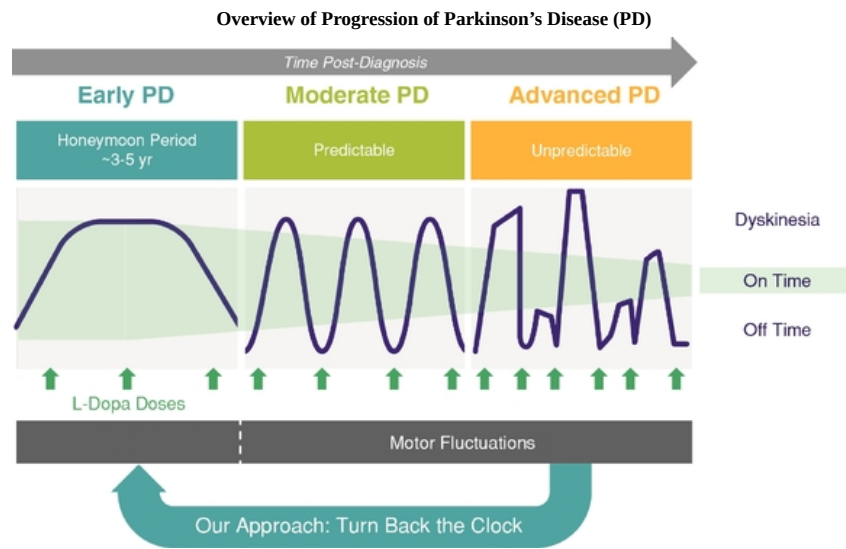 Overview of Progression of Parkinson’s Disease (PD)
Time Post-Diagnosis
Early PD
Moderate PD
Advanced PD
Honeymoon Period
~3-5 yr
Predictable
Unpredictable
Dyskinesia
On Time
Off Time
L-Dopa Doses
Motor Fluctuations
Our Approach: Turn Back the Clock